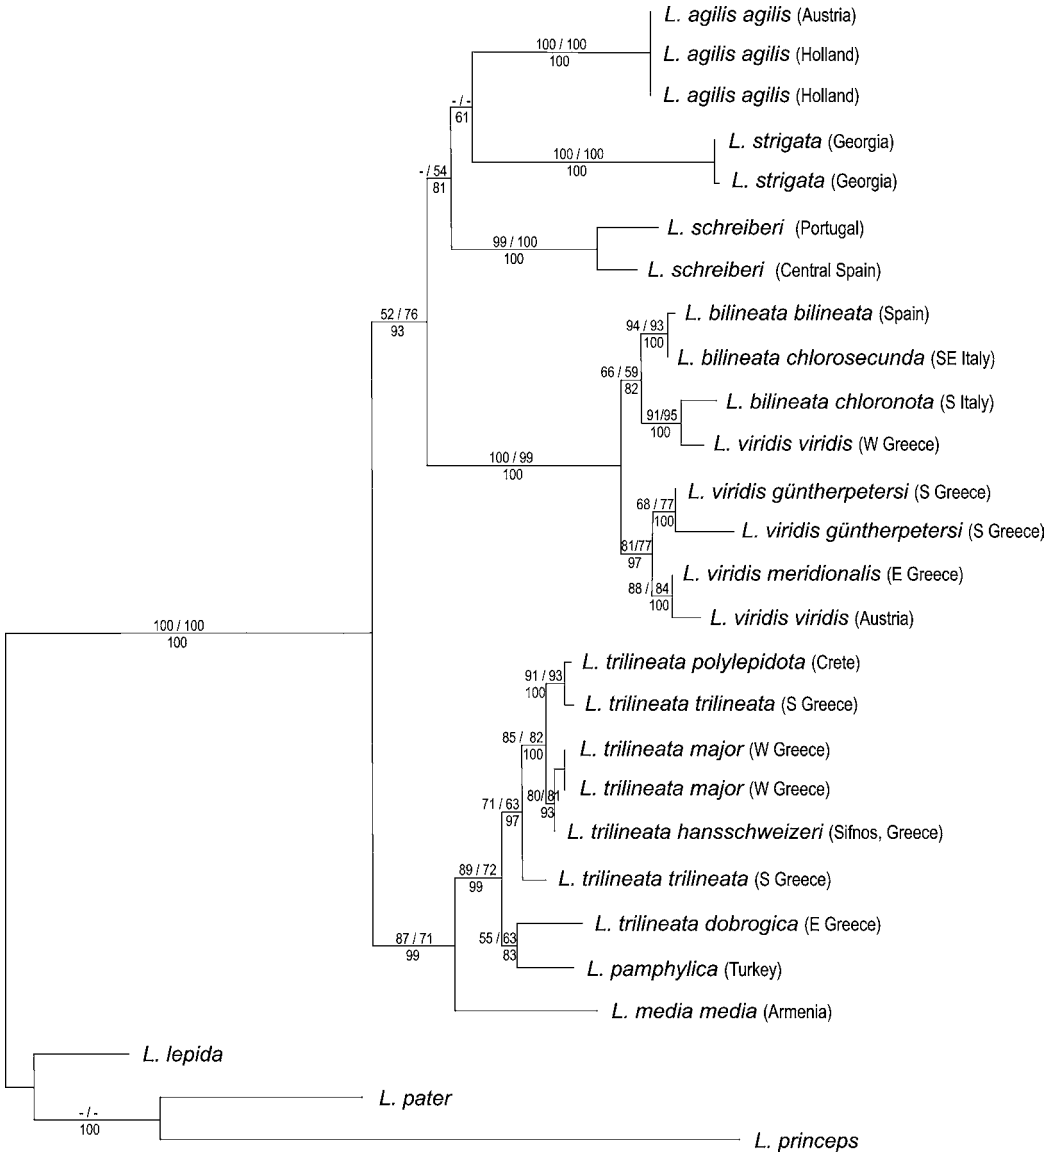 L. agilis agilis (Austria)
100 / 100
L. agilis agilis (Holland)
100
L. agilis agilis (Holland)
- / -
61
L. strigata (Georgia)
100 / 100
100
- / 54
L. strigata (Georgia)
81
L. schreiberi (Portugal)
99 / 100
100
L. schreiberi (Central Spain)
52 / 76
93
L. bilineata bilineata (Spain)
94 / 93
100
L. bilineata chlorosecunda (SE Italy)
66 / 59
82
L. bilineata chloronota (S Italy)
91/95
100
L. viridis viridis (W Greece)
100 / 99
100
L. viridis güntherpetersi (S Greece)
68 / 77
100
L. viridis güntherpetersi (S Greece)
81/77
97
L. viridis meridionalis (E Greece)
88 / 84
100
L. viridis viridis (Austria)
100 / 100
100
L. trilineata polylepidota (Crete)
91 / 93
100
L. trilineata trilineata (S Greece)
85 / 82
100
L. trilineata major (W Greece)
L. trilineata major (W Greece)
80/ 81
93
71 / 63
97
L. trilineata hansschweizeri (Sifnos, Greece)
89 / 72
99
L. trilineata trilineata (S Greece)
L. trilineata dobrogica (E Greece)
87 / 71
99
55 / 63
83
L. pamphylica (Turkey)
L. media media (Armenia)
L. lepida
L. pater
- / -
100
L. princeps